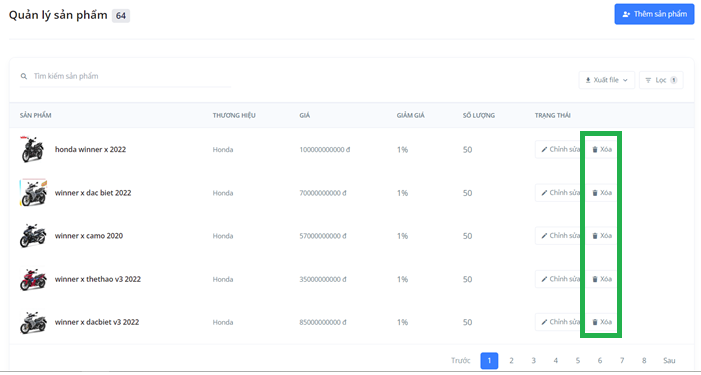 Quản lý sản phẩm 64
Thêm sản phẩm
Tìm kiếm sản phẩm
Xuất file
Lọc 1
SẢN PHẨM THƯƠNG HIỆU GIÁ GIẢM GIÁ SỐ LƯỢNG TRẠNG THÁI
honda winner x 2022 Honda 100000000000 đ 1% 50 Chỉnh sửa Xóa
winner x dac biet 2022 Honda 70000000000 đ 1% 50 Chỉnh sửa Xóa
winner x camo 2020 Honda 57000000000 đ 1% 50 Chỉnh sửa Xóa
winner x thethao v3 2022 Honda 35000000000 đ 1% 50 Chỉnh sửa Xóa
winner x dacbiet v3 2022 Honda 85000000000 đ 1% 50 Chỉnh sửa Xóa
Trước 1 2 3 4 5 6 7 8 Sau